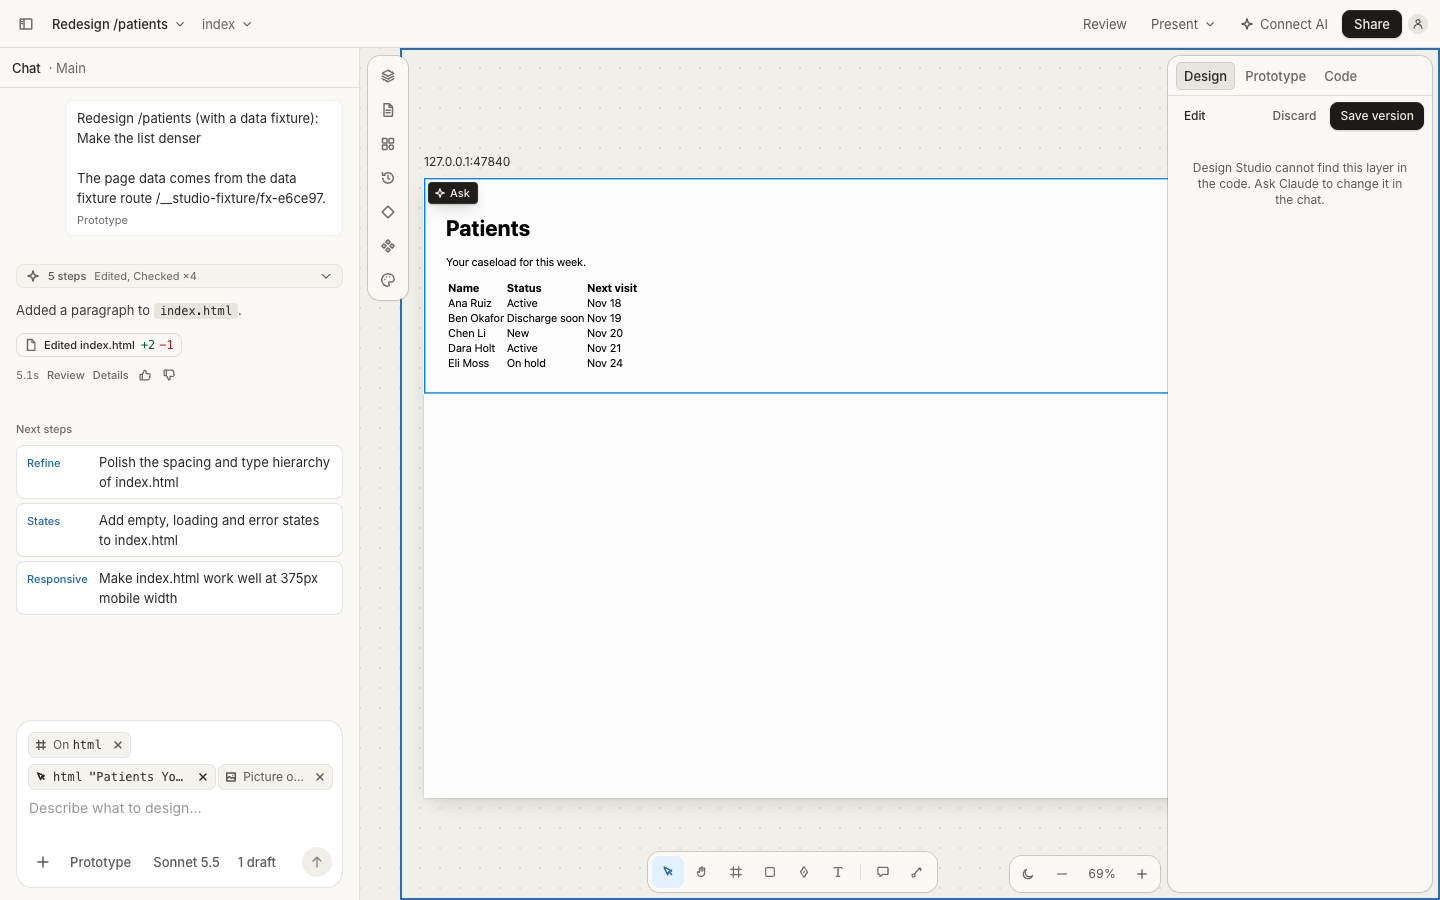 Redesign /patients
index
Review
Present
Connect AI
Share
Chat · Main
Redesign /patients (with a data fixture):
Make the list denser
The page data comes from the data
fixture route /__studio-fixture/fx-e6ce97.
Prototype
5 steps Edited, Checked ×4
Added a paragraph to index.html.
Edited index.html +2 −1
5.1s Review Details
Next steps
Refine Polish the spacing and type hierarchy
of index.html
States Add empty, loading and error states
to index.html
Responsive Make index.html work well at 375px
mobile width
On html
html "Patients Yo…
Picture o…
Describe what to design…
Prototype Sonnet 5.5 1 draft
127.0.0.1:47840
Ask
Patients
Your caseload for this week.
Name Status Next visit
Ana Ruiz Active Nov 18
Ben Okafor Discharge soon Nov 19
Chen Li New Nov 20
Dara Holt Active Nov 21
Eli Moss On hold Nov 24
69%
Design Prototype Code
Edit Discard Save version
Design Studio cannot find this layer in
the code. Ask Claude to change it in
the chat.